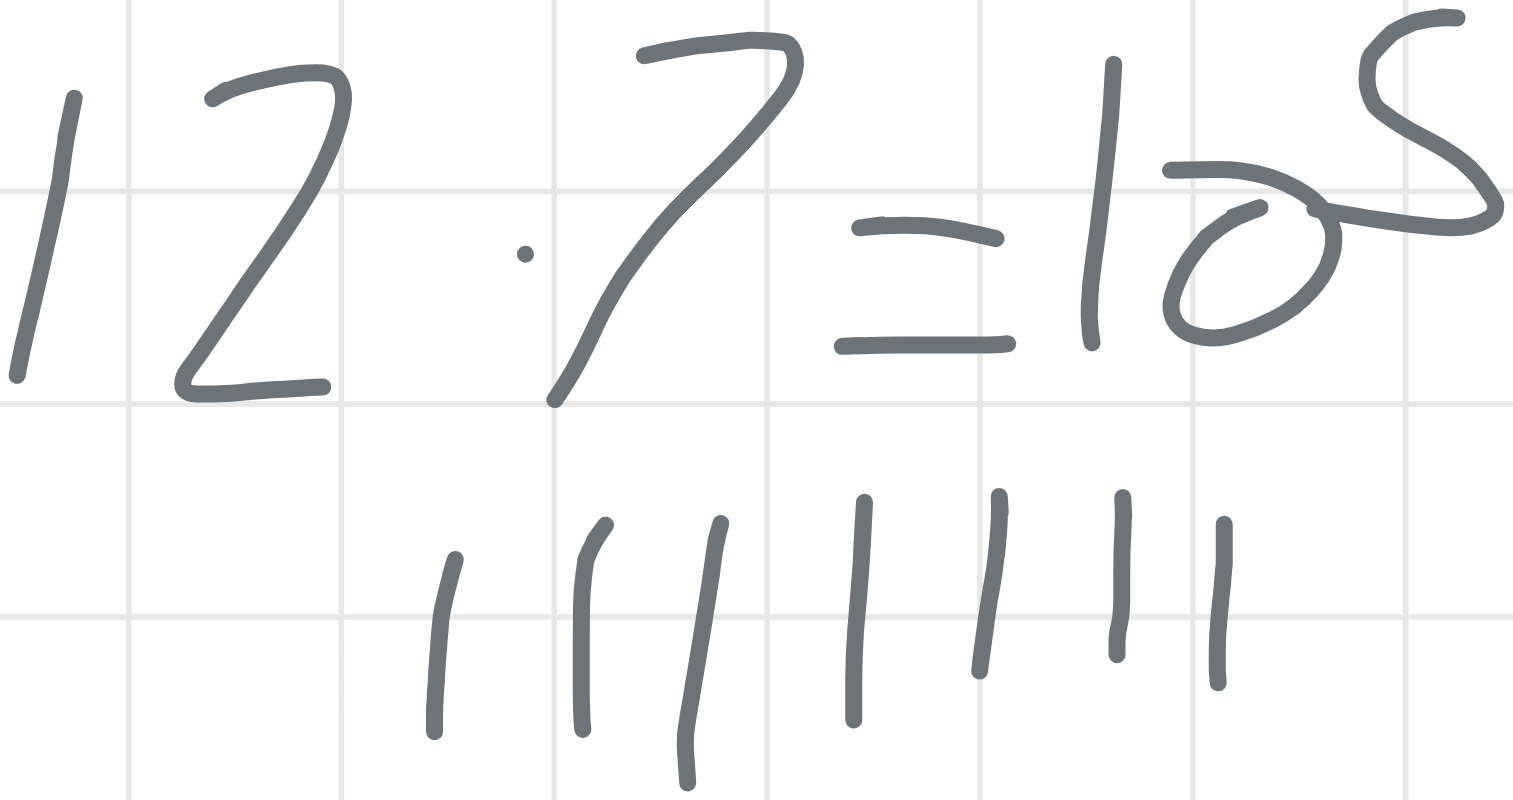 12 · 7 = 10⁵
| | | | | | |